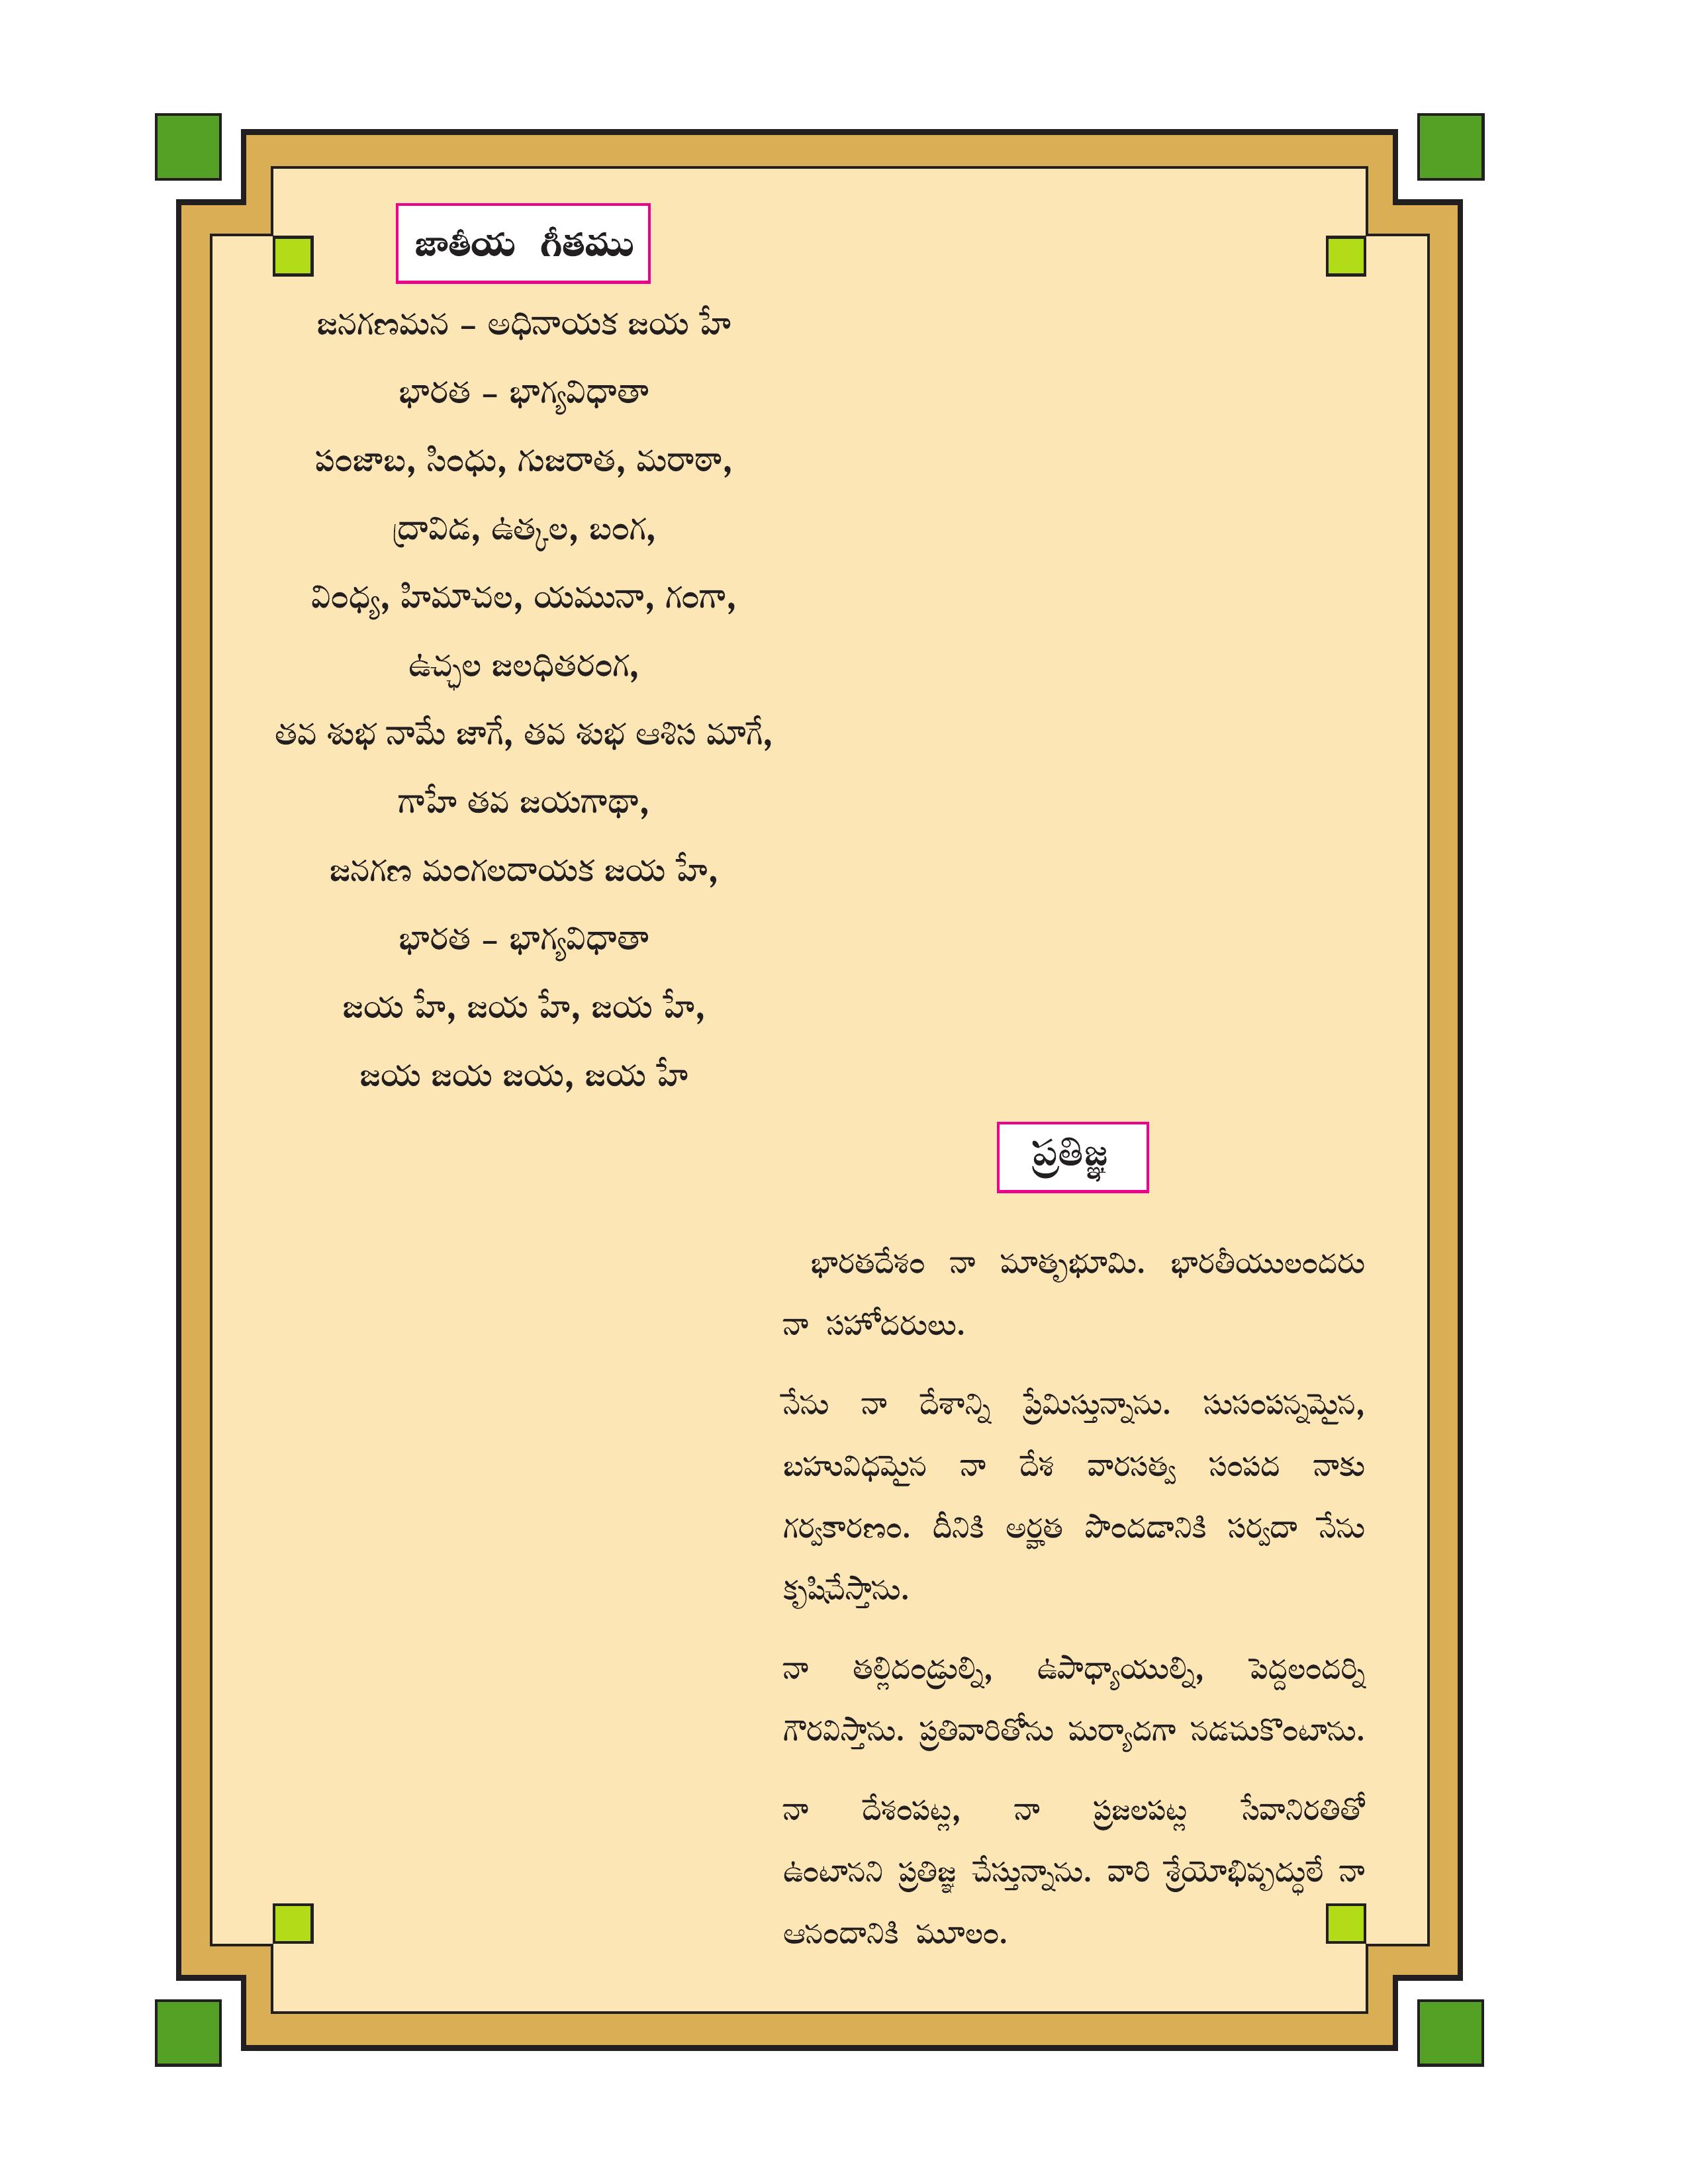 జాతీయ గీతము
జనగణమన – అధినాయక జయ హే
భారత – భాగ్యవిధాతా
పంజాబ, సింధు, గుజరాత, మరాఠా,
ద్రావిడ, ఉత్కల, బంగ,
వింధ్య, హిమాచల, యమునా, గంగా,
ఉచ్ఛల జలధితరంగ,
తవ శుభ నామే జాగే, తవ శుభ ఆశిస మాగే,
గాహే తవ జయగాథా,
జనగణ మంగలదాయక జయ హే,
భారత – భాగ్యవిధాతా
జయ హే, జయ హే, జయ హే,
జయ జయ జయ, జయ హే
ప్రతిజ్ఞ
భారతదేశం నా మాతృభూమి. భారతీయులందరు
నా సహోదరులు.
నేను నా దేశాన్ని ప్రేమిస్తున్నాను. సుసంపన్నమైన,
బహువిధమైన నా దేశ వారసత్వ సంపద నాకు
గర్వకారణం. దీనికి అర్హత పొందడానికి సర్వదా నేను
కృషిచేస్తాను.
నా తల్లిదండ్రుల్ని, ఉపాధ్యాయుల్ని, పెద్దలందర్ని
గౌరవిస్తాను. ప్రతివారితోను మర్యాదగా నడచుకొంటాను.
నా దేశంపట్ల, నా ప్రజలపట్ల సేవానిరతితో
ఉంటానని ప్రతిజ్ఞ చేస్తున్నాను. వారి శ్రేయోభివృద్ధులే నా
ఆనందానికి మూలం.